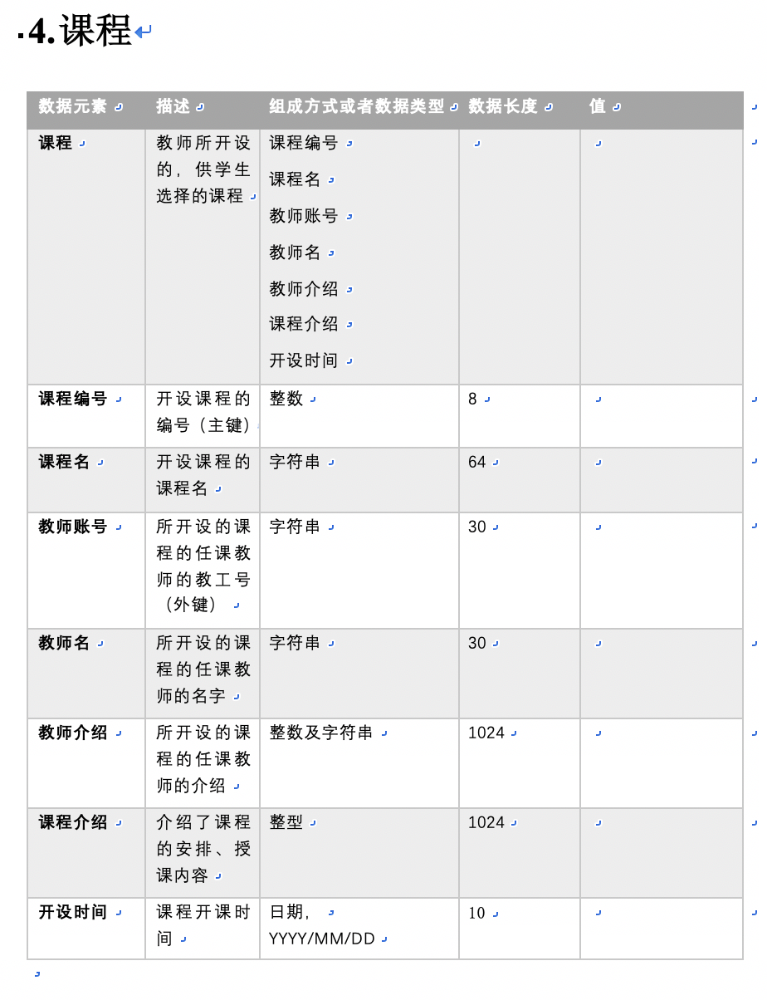 4.课程
数据元素 描述 组成方式或者数据类型 数据长度 值
课程 教师所开设 课程编号
的，供学生 课程名
选择的课程
教师账号
教师名
教师介绍
课程介绍
开设时间
课程编号 开设课程的 整数 8
编号（主键）
课程名 开设课程的 字符串 64
课程名
教师账号 所开设的课 字符串 30
程的任课教
师的教工号
（外键）
教师名 所开设的课 字符串 30
程的任课教
师的名字
教师介绍 所开设的课 整数及字符串 1024
程的任课教
师的介绍
课程介绍 介绍了课程 整型 1024
的安排、授
课内容
开设时间 课程开课时 日期， 10
间 YYYY/MM/DD